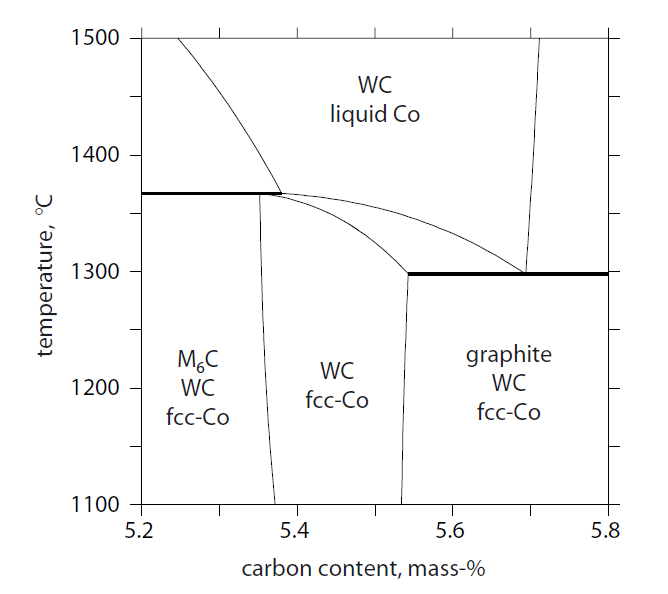 1500
1400
1300
1200
1100
temperature, °C
WC
liquid Co
M₆C
WC
fcc-Co
WC
fcc-Co
graphite
WC
fcc-Co
5.2
5.4
5.6
5.8
carbon content, mass-%